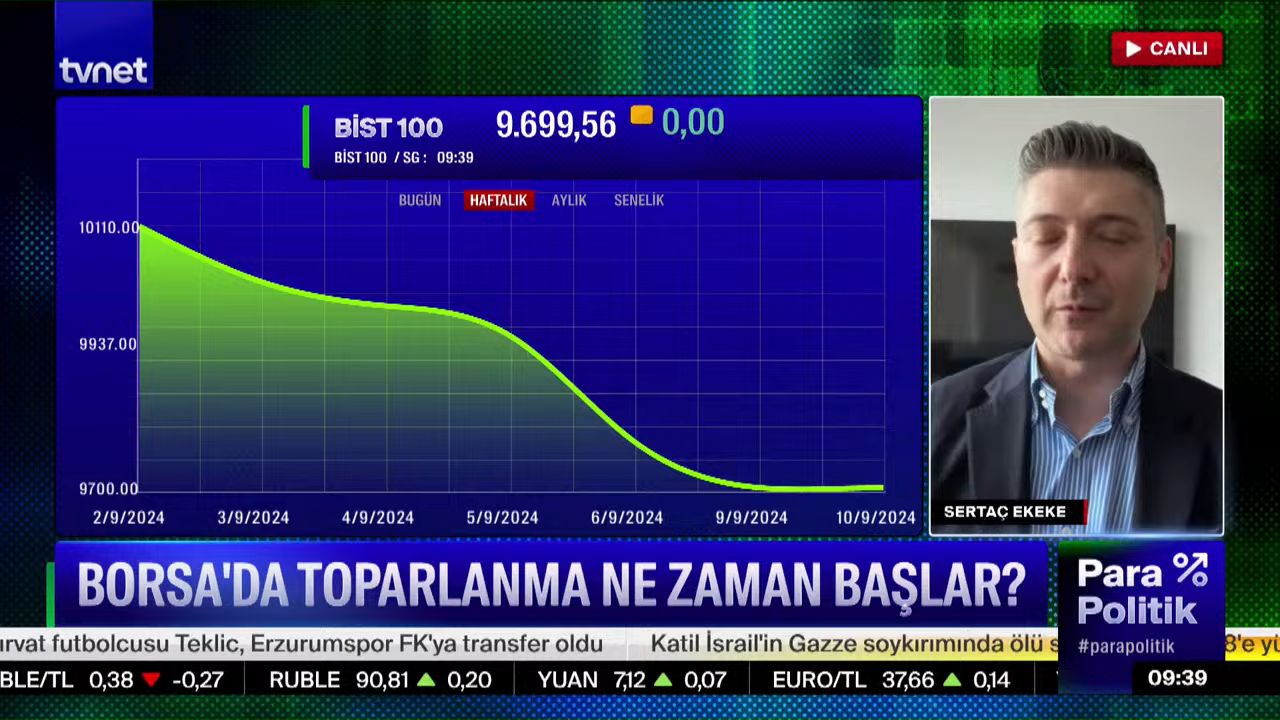 tvnet
CANLI
BİST 100 9.699,56 0,00
BİST 100 / SG : 09:39
BUGÜN HAFTALIK AYLIK SENELİK
10110.00
9937.00
9700.00
2/9/2024 3/9/2024 4/9/2024 5/9/2024 6/9/2024 9/9/2024 10/9/2024
SERTAÇ EKEKE
BORSA'DA TOPARLANMA NE ZAMAN BAŞLAR?
Para
Politik
#parapolitik
ırvat futbolcusu Teklic, Erzurumspor FK'ya transfer oldu Katil İsrail'in Gazze soykırımında ölü s 8'e yü
BLE/TL 0,38 -0,27 RUBLE 90,81 0,20 YUAN 7,12 0,07 EURO/TL 37,66 0,14
09:39